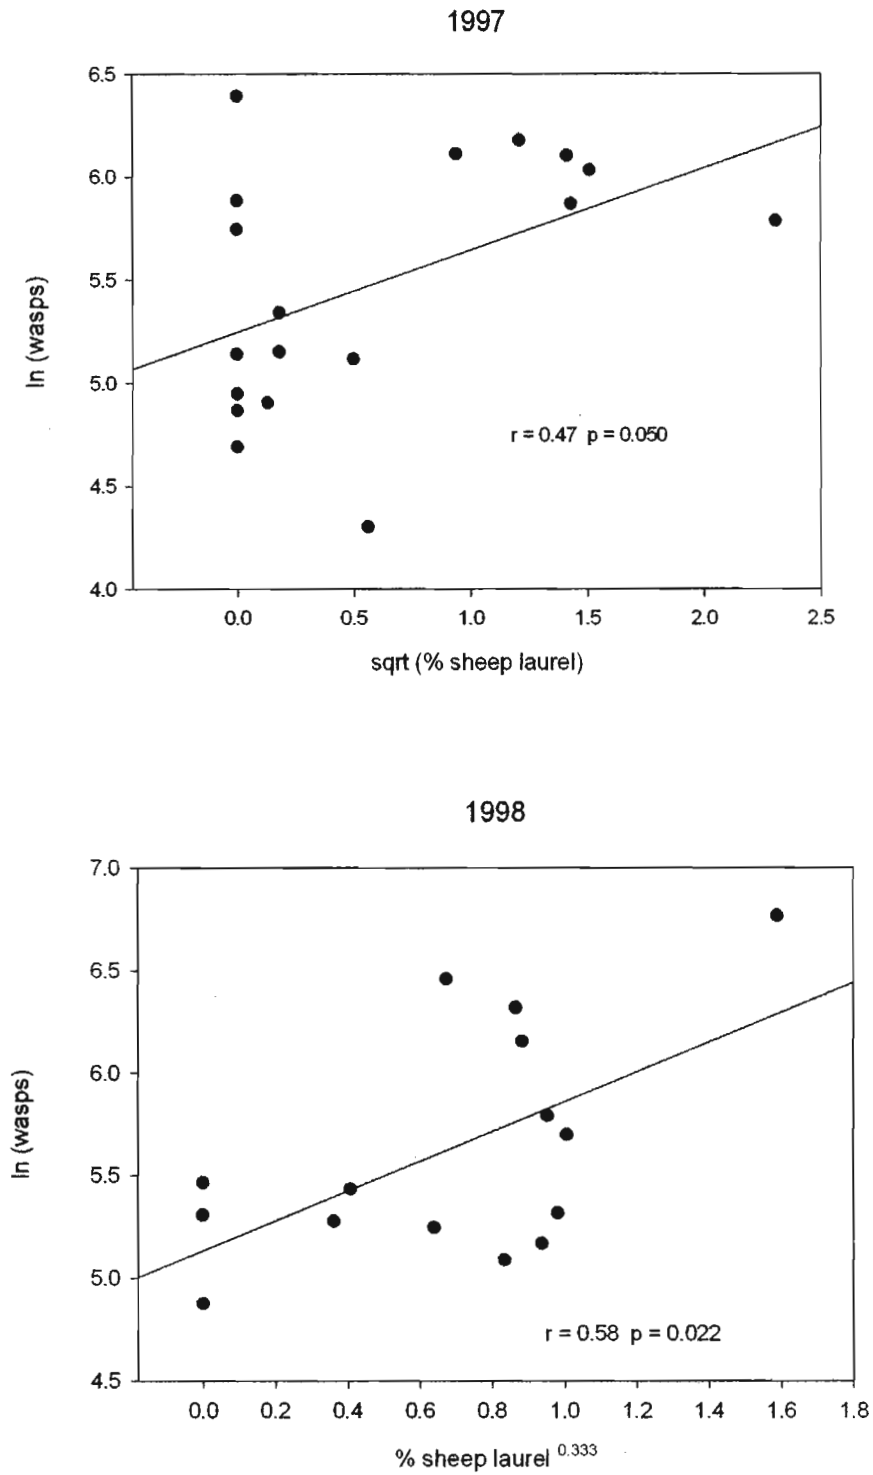 1997
6.5
6.0
5.5
5.0
4.5
4.0
ln (wasps)
r = 0.47 p = 0.050
0.0 0.5 1.0 1.5 2.0 2.5
sqrt (% sheep laurel)
1998
7.0
6.5
6.0
5.5
5.0
4.5
ln (wasps)
r = 0.58 p = 0.022
0.0 0.2 0.4 0.6 0.8 1.0 1.2 1.4 1.6 1.8
% sheep laurel 0.333